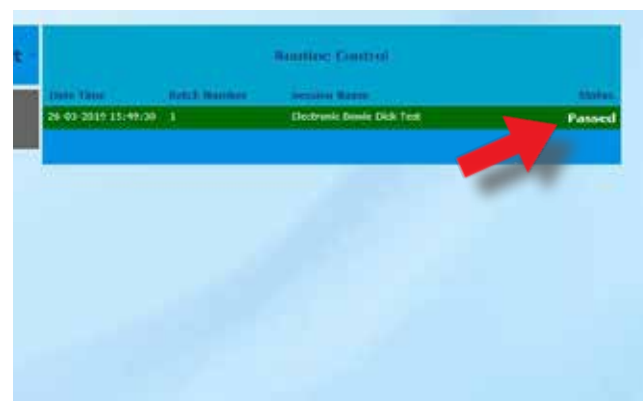 t
Routine Control
Date Time Batch Number Session Name Status
26-03-2019 15:49:30 1 Electronic Bowie Dick Test Passed